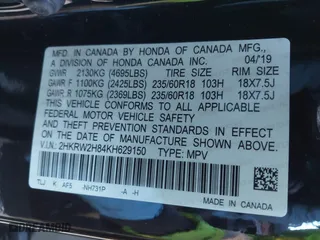 MFD. IN CANADA BY HONDA OF CANADA MFG.,
A DIVISION OF HONDA CANADA INC. 04/19
GVWR 2130KG (4695LBS) TIRE SIZE RIM SIZE
GAWR F 1100KG (2425LBS) 235/60R18 103H 18X7.5J
GAWR R 1075KG (2369LBS) 235/60R18 103H 18X7.5J
THIS VEHICLE CONFORMS TO ALL APPLICABLE
FEDERAL MOTOR VEHICLE SAFETY AND
THEFT PREVENTION STANDARDS IN EFFECT ON
THE DATE OF MANUFACTURE SHOWN ABOVE.
V.I.N.: 2HKRW2H84KH629150 TYPE: MPV
K AF5 NH731P -A -H